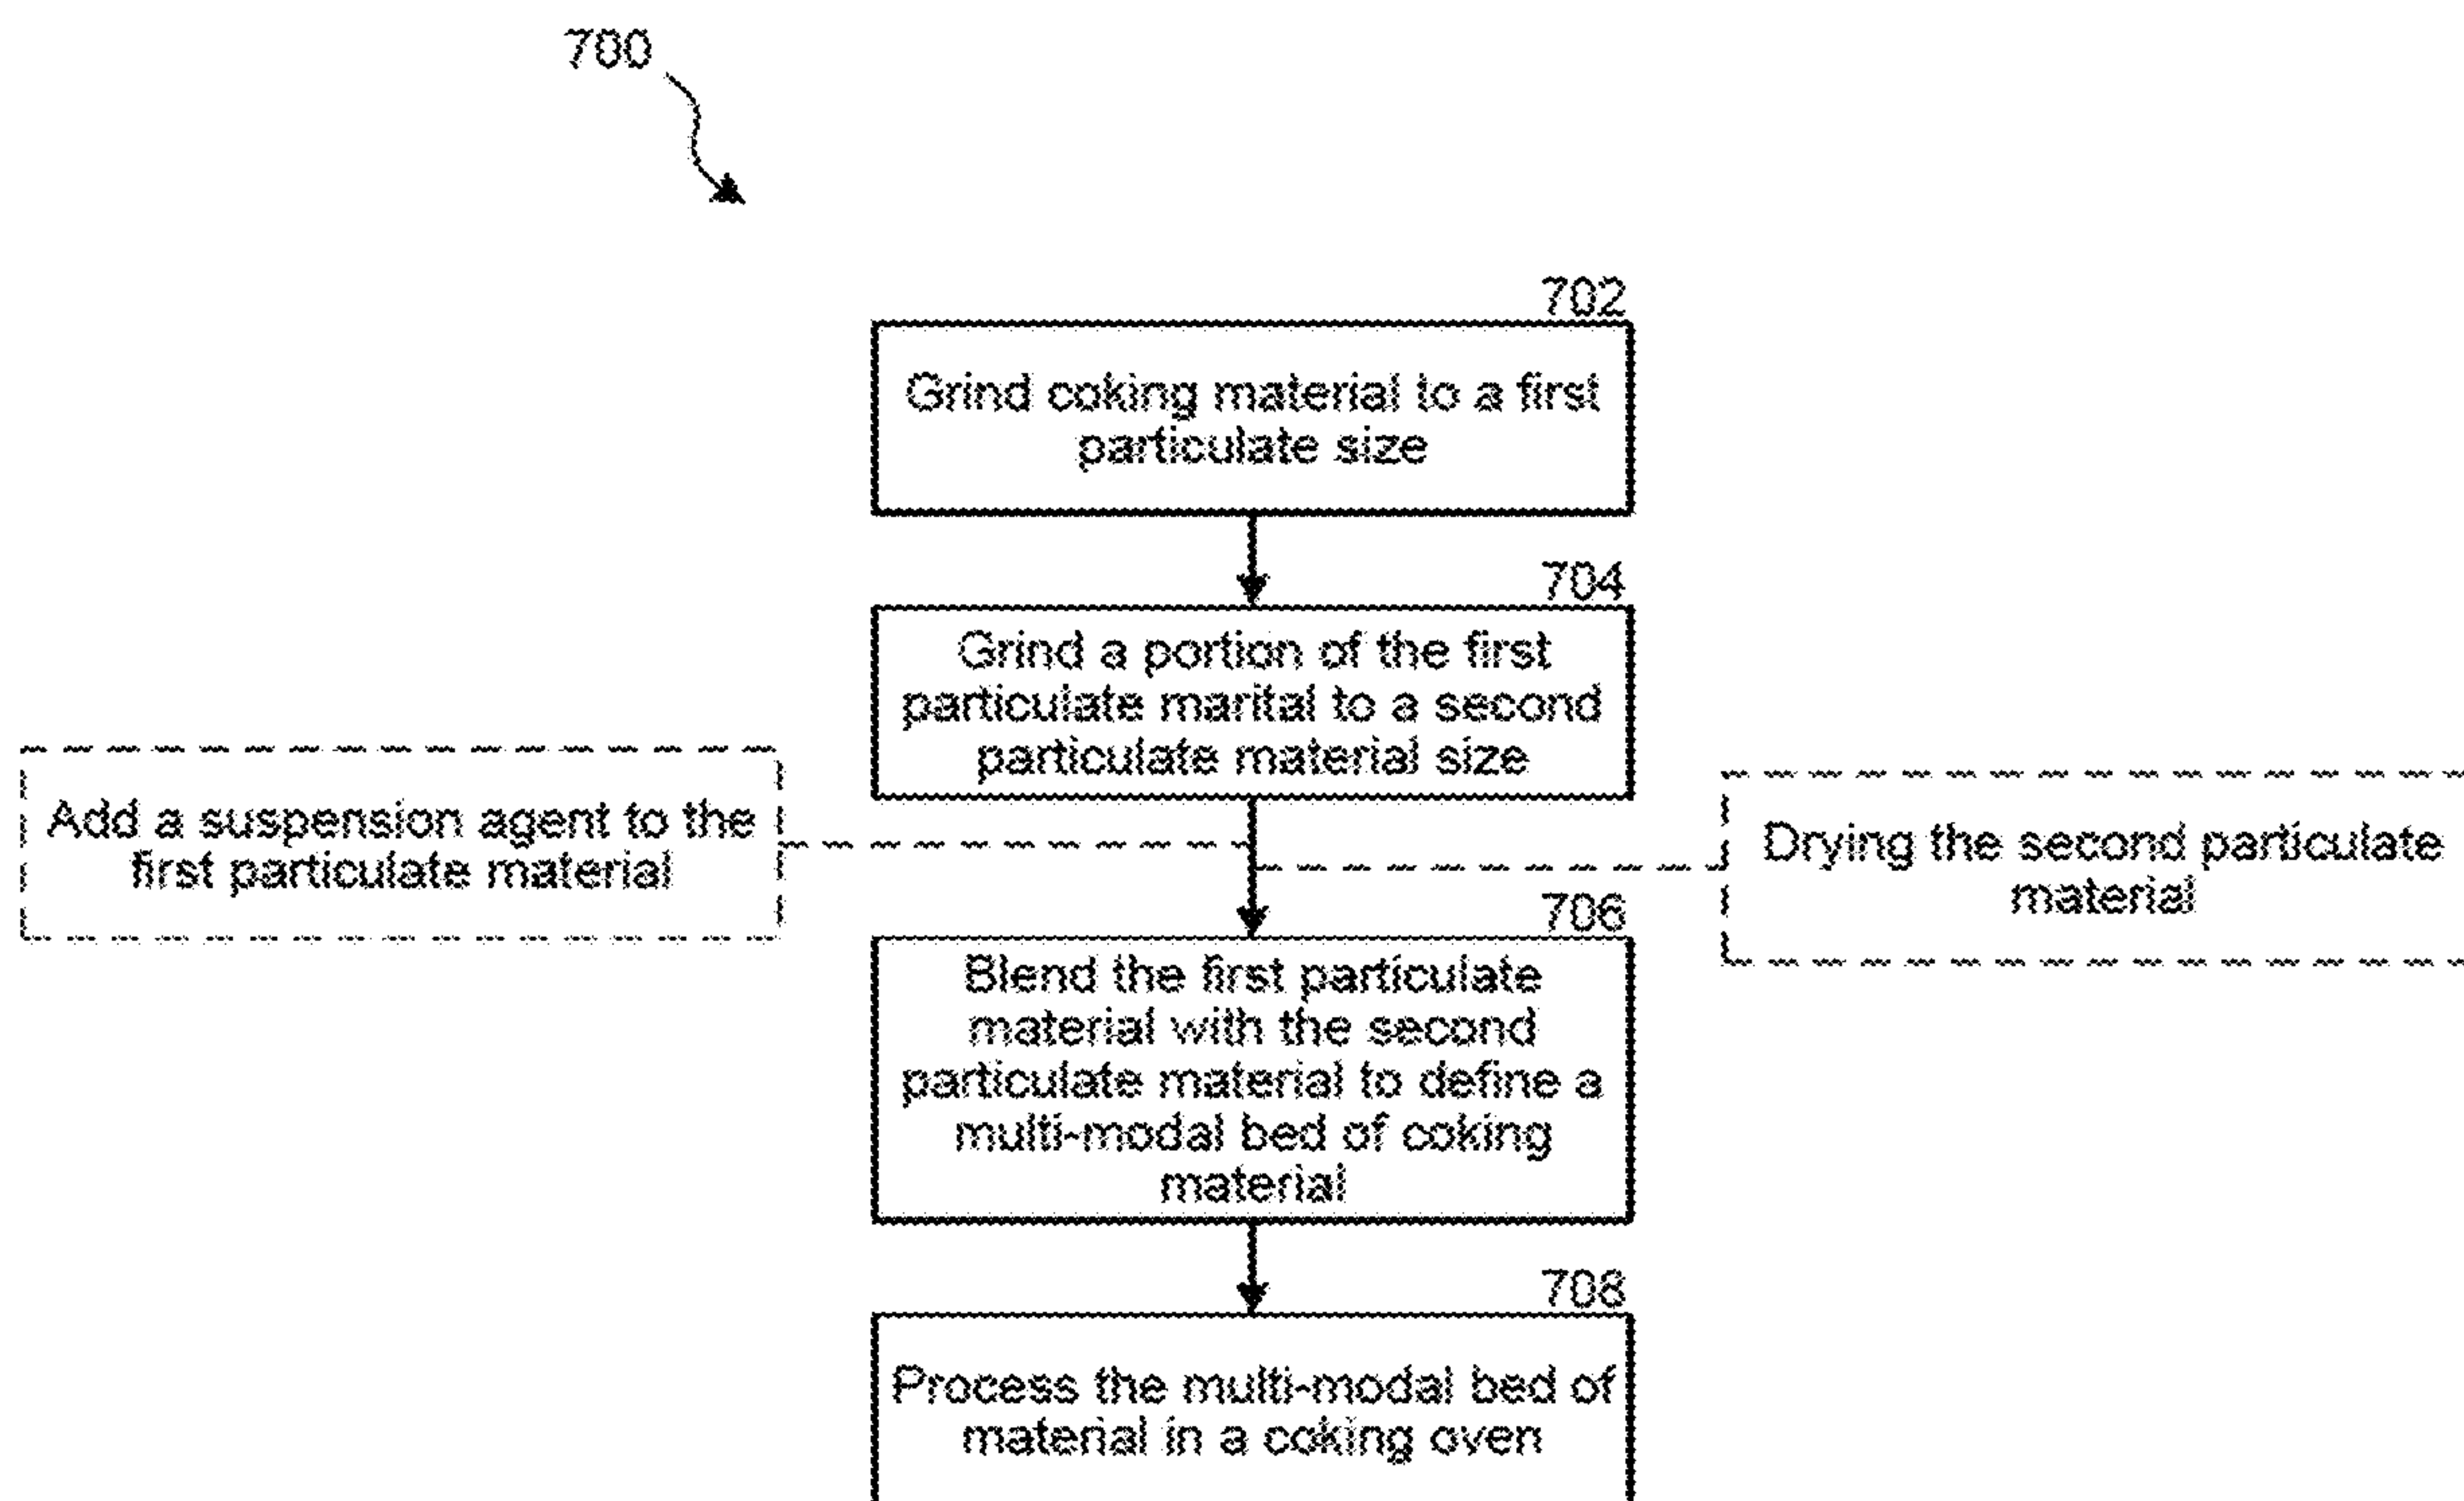 700
702
Grind coking material to a first
particulate size
704
Grind a portion of the first
particulate marital to a second
particulate material size
Add a suspension agent to the
first particulate material
Drying the second particulate
material
706
Blend the first particulate
material with the second
particulate material to define a
multi-modal bed of coking
material
708
Process the multi-modal bed of
material in a coking oven